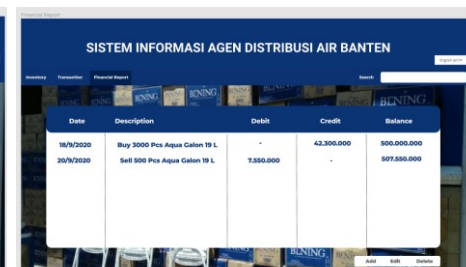 Financial Report
SISTEM INFORMASI AGEN DISTRIBUSI AIR BANTEN
Inventory Transaction Financial Report Search
BENING
Date Description Debit Credit Balance
18/9/2020 Buy 3000 Pcs Aqua Galon 19 L - 42.300.000 500.000.000
20/9/2020 Sell 500 Pcs Aqua Galon 19 L 7.550.000 - 507.550.000
BENING
Add Edit Delete